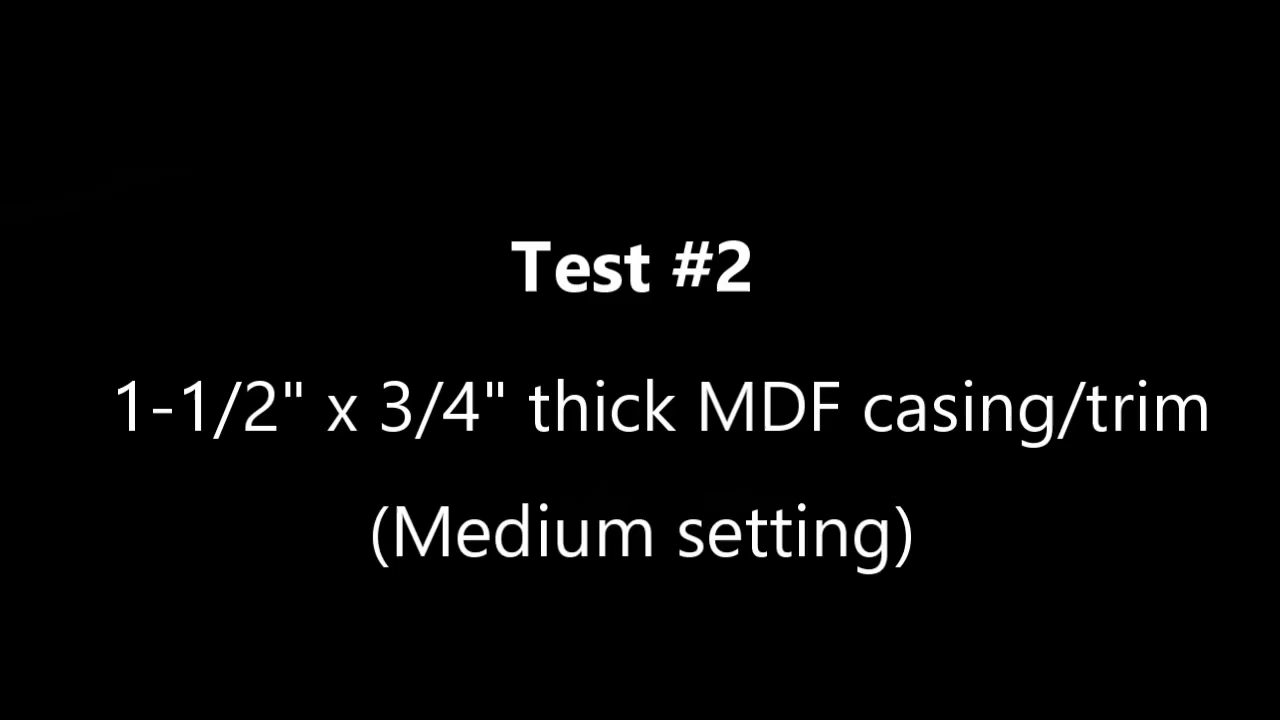 Test #2
1-1/2" x 3/4" thick MDF casing/trim
(Medium setting)